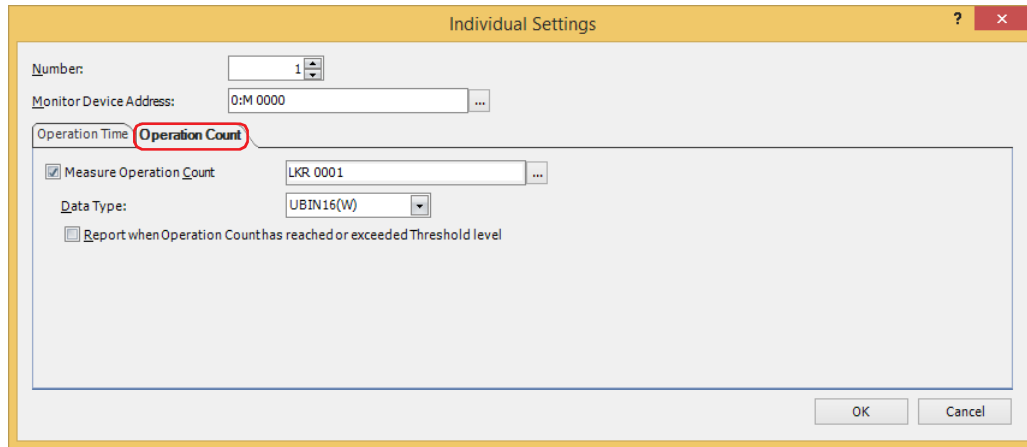 Individual Settings
? ×
Number: 1
Monitor Device Address: 0:M 0000 ...
Operation Time Operation Count
Measure Operation Count LKR 0001 ...
Data Type: UBIN16(W)
Report when Operation Count has reached or exceeded Threshold level
OK Cancel